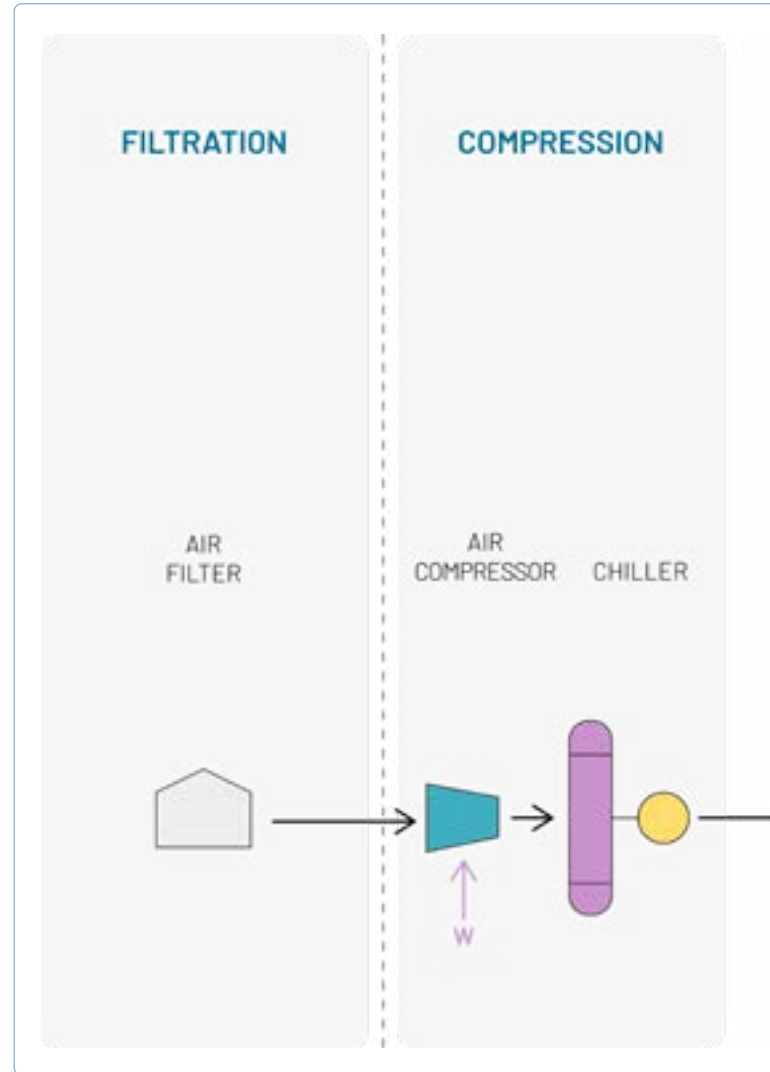 FILTRATION
COMPRESSION
AIR
FILTER
AIR
COMPRESSOR
CHILLER
W